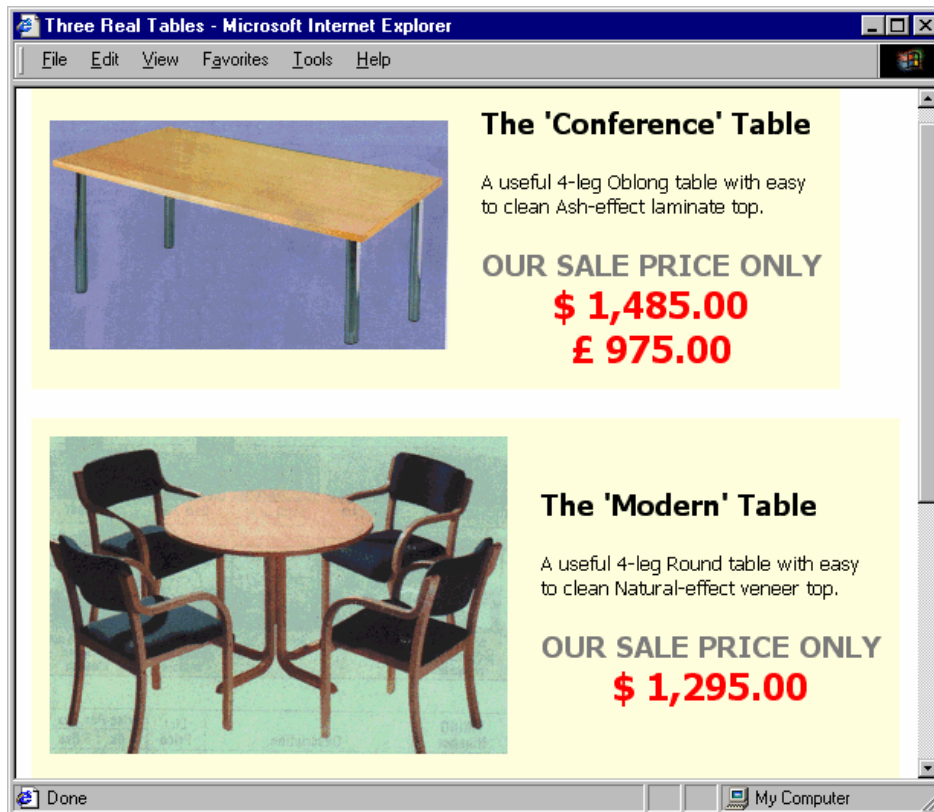 Three Real Tables - Microsoft Internet Explorer
File Edit View Favorites Tools Help
The 'Conference' Table
A useful 4-leg Oblong table with easy
to clean Ash-effect laminate top.
OUR SALE PRICE ONLY
$ 1,485.00
£ 975.00
The 'Modern' Table
A useful 4-leg Round table with easy
to clean Natural-effect veneer top.
OUR SALE PRICE ONLY
$ 1,295.00
Done
My Computer